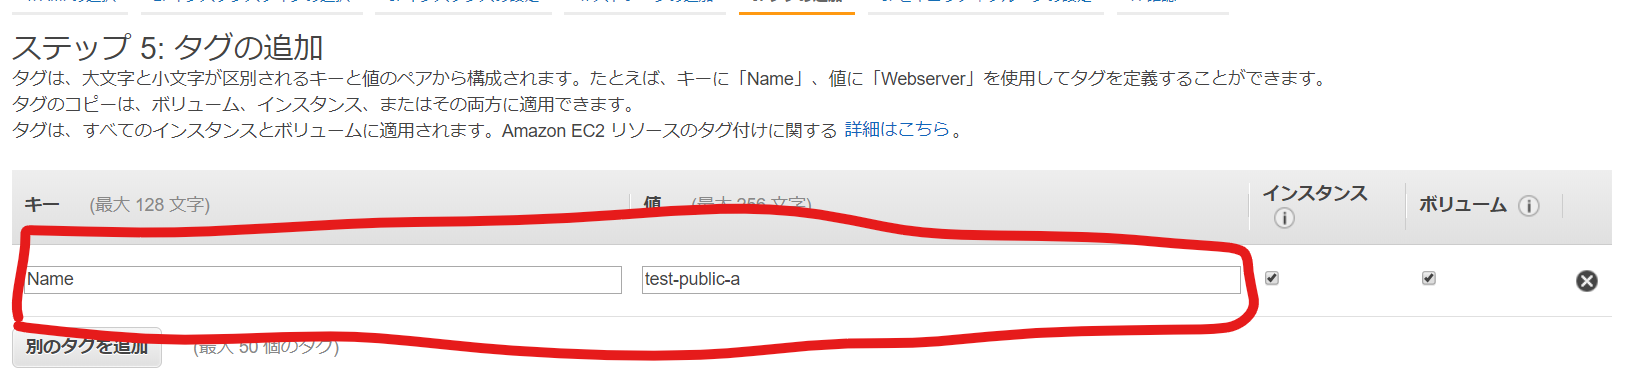 ステップ 5: タグの追加
タグは、大文字と小文字が区別されるキーと値のペアから構成されます。たとえば、キーに「Name」、値に「Webserver」を使用してタグを定義することができます。
タグのコピーは、ボリューム、インスタンス、またはその両方に適用できます。
タグは、すべてのインスタンスとボリュームに適用されます。Amazon EC2 リソースのタグ付けに関する 詳細はこちら 。
キー (最大 128 文字) 値 (最大 256 文字) インスタンス ボリューム
Name test-public-a
別のタグを追加 (最大 50 個のタグ)